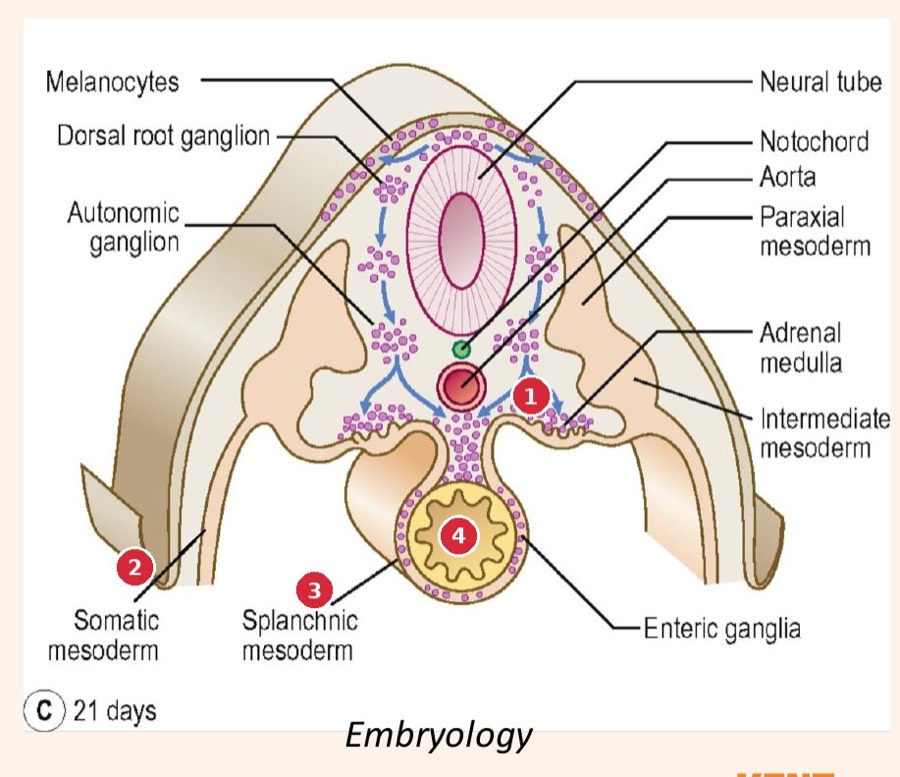 Melanocytes
Dorsal root ganglion
Autonomic
ganglion
Neural tube
Notochord
Aorta
Paraxial
mesoderm
Adrenal
medulla
Intermediate
mesoderm
1
4
2
3
Somatic
mesoderm
Splanchnic
mesoderm
Enteric ganglia
C 21 days
Embryology